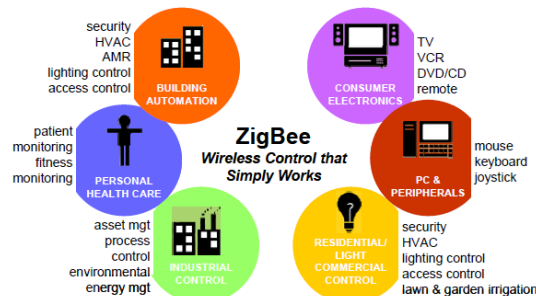 security
HVAC
AMR
lighting control
access control
BUILDING
AUTOMATION
CONSUMER
ELECTRONICS
TV
VCR
DVD/CD
remote
patient
monitoring
fitness
monitoring
PERSONAL
HEALTH CARE
ZigBee
Wireless Control that
Simply Works
PC &
PERIPHERALS
mouse
keyboard
joystick
asset mgt
process
control
environmental
energy mgt
INDUSTRIAL
CONTROL
RESIDENTIAL/
LIGHT
COMMERCIAL
CONTROL
security
HVAC
lighting control
access control
lawn & garden irrigation